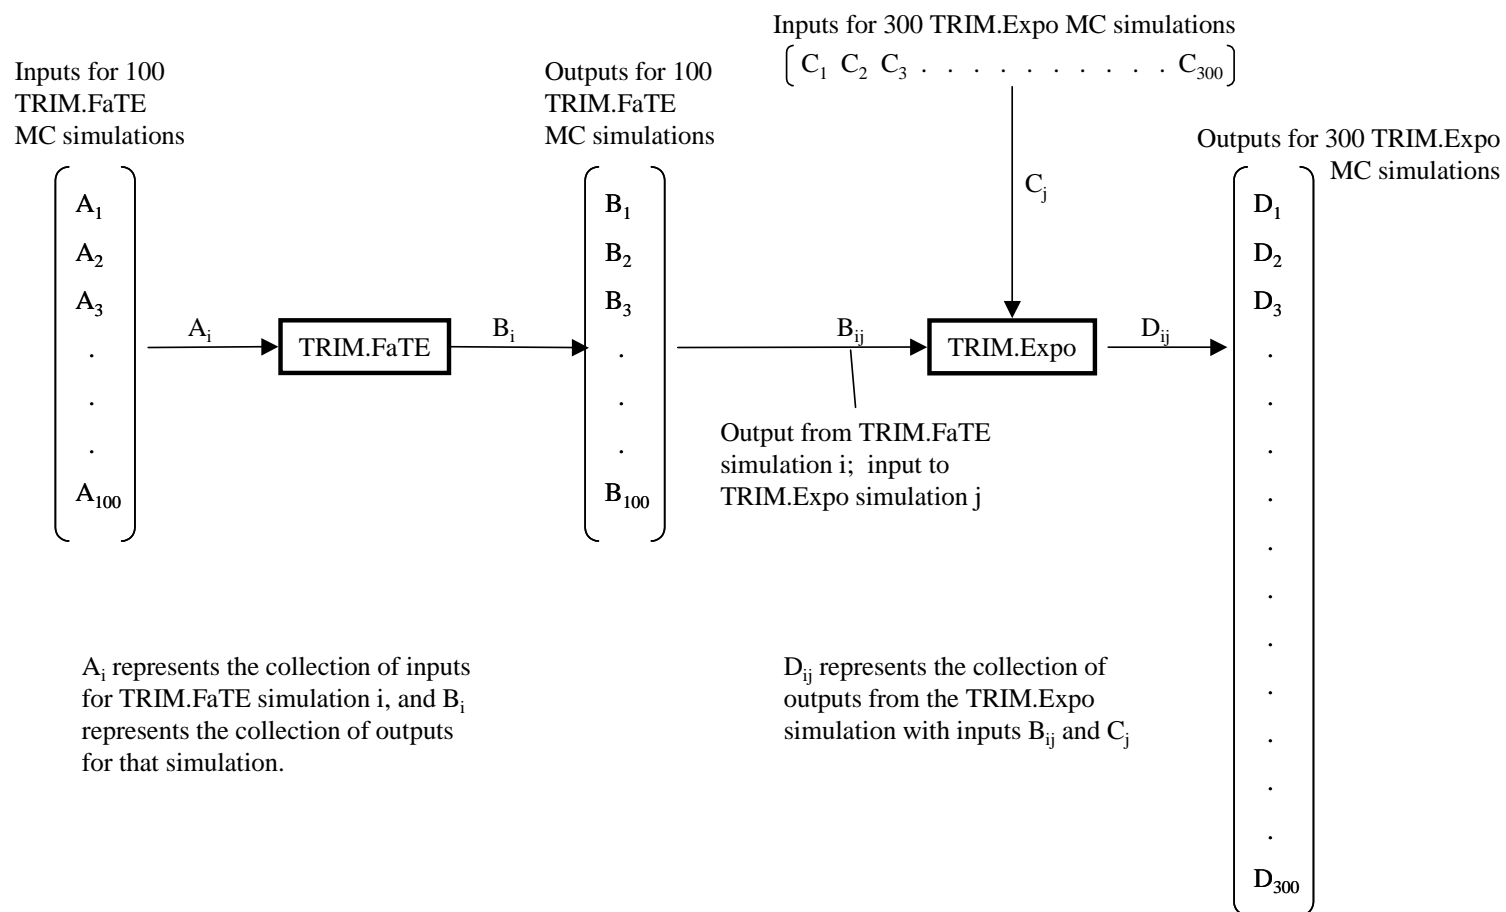 Inputs for 300 TRIM.Expo MC simulations
C1 C2 C3 . . . . . . . . . . C300
Inputs for 100
TRIM.FaTE
MC simulations
Outputs for 100
TRIM.FaTE
MC simulations
Outputs for 300 TRIM.Expo
MC simulations
A1
A2
A3
.
.
.
A100
Ai
TRIM.FaTE
Bi
B1
B2
B3
.
.
.
B100
Bij
Cj
TRIM.Expo
Dij
Output from TRIM.FaTE
simulation i; input to
TRIM.Expo simulation j
D1
D2
D3
.
.
.
.
.
.
.
.
.
.
.
D300
Ai represents the collection of inputs
for TRIM.FaTE simulation i, and Bi
represents the collection of outputs
for that simulation.
Dij represents the collection of
outputs from the TRIM.Expo
simulation with inputs Bij and Cj